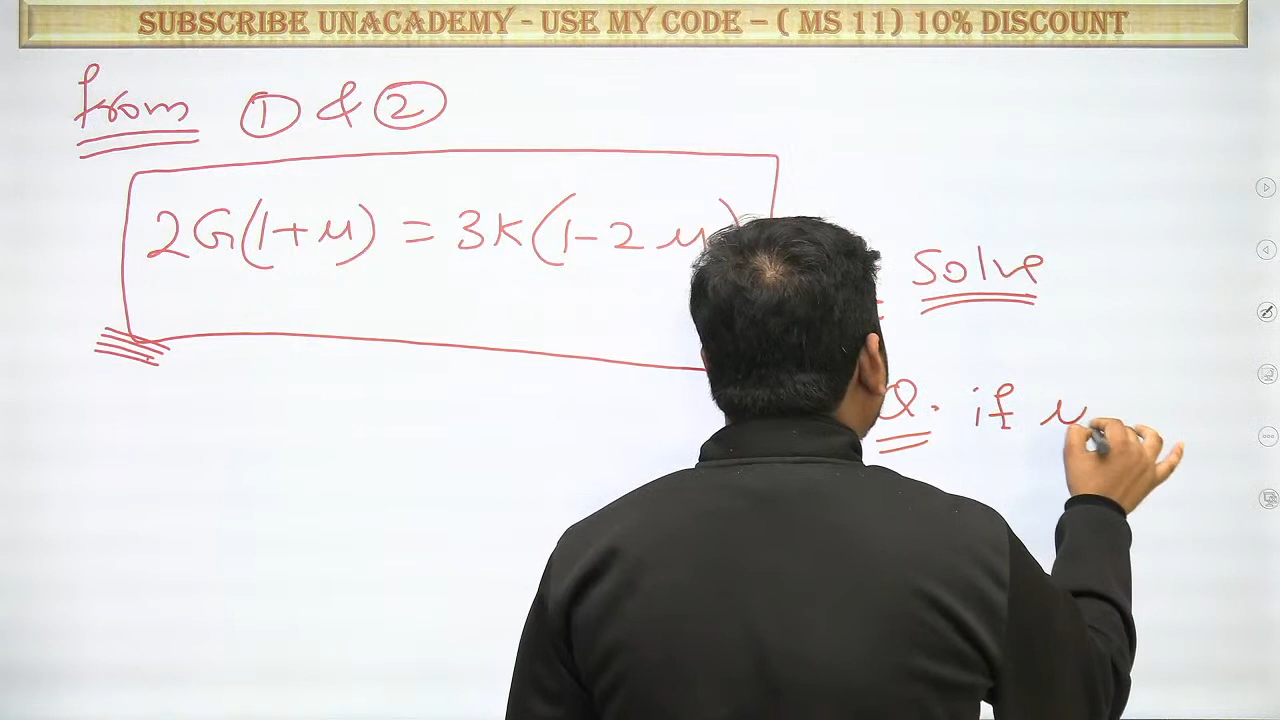 SUBSCRIBE UNACADEMY - USE MY CODE – ( MS 11) 10% DISCOUNT
from ① & ②
2G(1+μ) = 3K(1-2μ)
Solve
Q. if μ